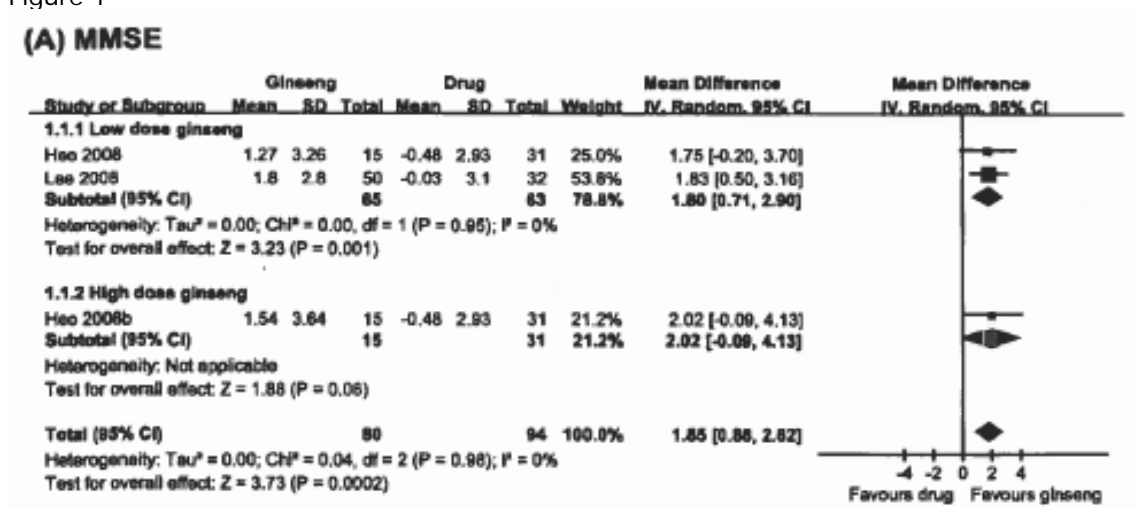 Figure 1
(A) MMSE
Ginseng Drug Mean Difference Mean Difference
Study or Subgroup Mean SD Total Mean SD Total Weight IV, Random, 95% CI IV, Random, 95% CI
1.1.1 Low dose ginseng
Heo 2008 1.27 3.26 15 -0.48 2.93 31 25.0% 1.75 [-0.20, 3.70]
Lee 2008 1.8 2.8 50 -0.03 3.1 32 53.8% 1.83 [0.50, 3.16]
Subtotal (95% CI) 65 63 78.8% 1.80 [0.71, 2.90]
Heterogeneity: Tau² = 0.00; Chi² = 0.00, df = 1 (P = 0.95); I² = 0%
Test for overall effect: Z = 3.23 (P = 0.001)
1.1.2 High dose ginseng
Heo 2008b 1.54 3.64 15 -0.48 2.93 31 21.2% 2.02 [-0.09, 4.13]
Subtotal (95% CI) 15 31 21.2% 2.02 [-0.09, 4.13]
Heterogeneity: Not applicable
Test for overall effect: Z = 1.88 (P = 0.06)
Total (95% CI) 80 94 100.0% 1.85 [0.88, 2.82]
Heterogeneity: Tau² = 0.00; Chi² = 0.04, df = 2 (P = 0.98); I² = 0%
Test for overall effect: Z = 3.73 (P = 0.0002)
-4 -2 0 2 4
Favours drug Favours ginseng